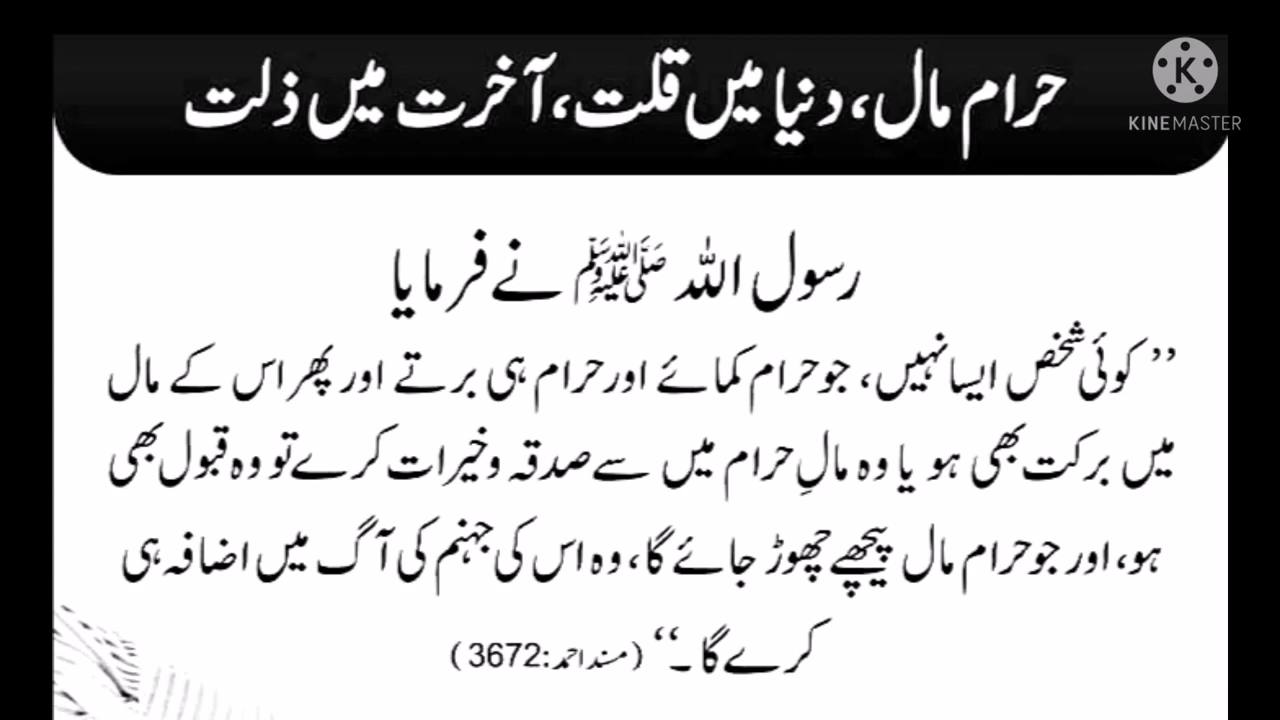 حرام مال، دنیا میں قلت، آخرت میں ذلت
KINEMASTER
رسول اللہ ﷺ نے فرمایا
’’ کوئی شخص ایسا نہیں، جو حرام کمائے اور حرام ہی برتے اور پھر اس کے مال
میں برکت بھی ہو یا وہ مالِ حرام میں سے صدقہ و خیرات کرے تو وہ قبول بھی
ہو، اور جو حرام مال پیچھے چھوڑ جائے گا، وہ اس کی جہنم کی آگ میں اضافہ ہی
کرے گا ۔‘‘ (مسند احمد:3672)